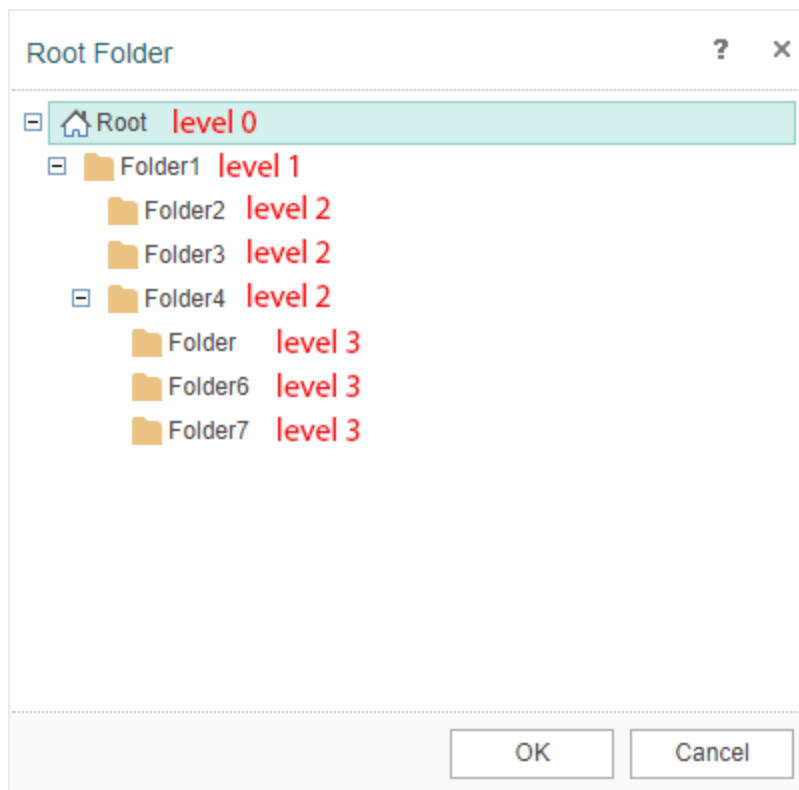 Root Folder ? ×
Root level 0
Folder1 level 1
Folder2 level 2
Folder3 level 2
Folder4 level 2
Folder level 3
Folder6 level 3
Folder7 level 3
OK Cancel